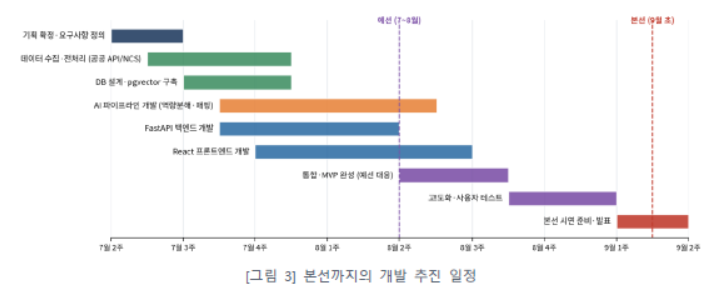 예선 (7~8월)
본선 (9월 초)
기획 확정·요구사항 정의
데이터 수집·전처리 (공공 API/NCS)
DB 설계·pgvector 구축
AI 파이프라인 개발 (역량분해·매칭)
FastAPI 백엔드 개발
React 프론트엔드 개발
통합·MVP 완성 (예선 대응)
고도화·사용자 테스트
본선 시연 준비·발표
7월 2주
7월 3주
7월 4주
8월 1주
8월 2주
8월 3주
8월 4주
9월 1주
9월 2주
[그림 3] 본선까지의 개발 추진 일정